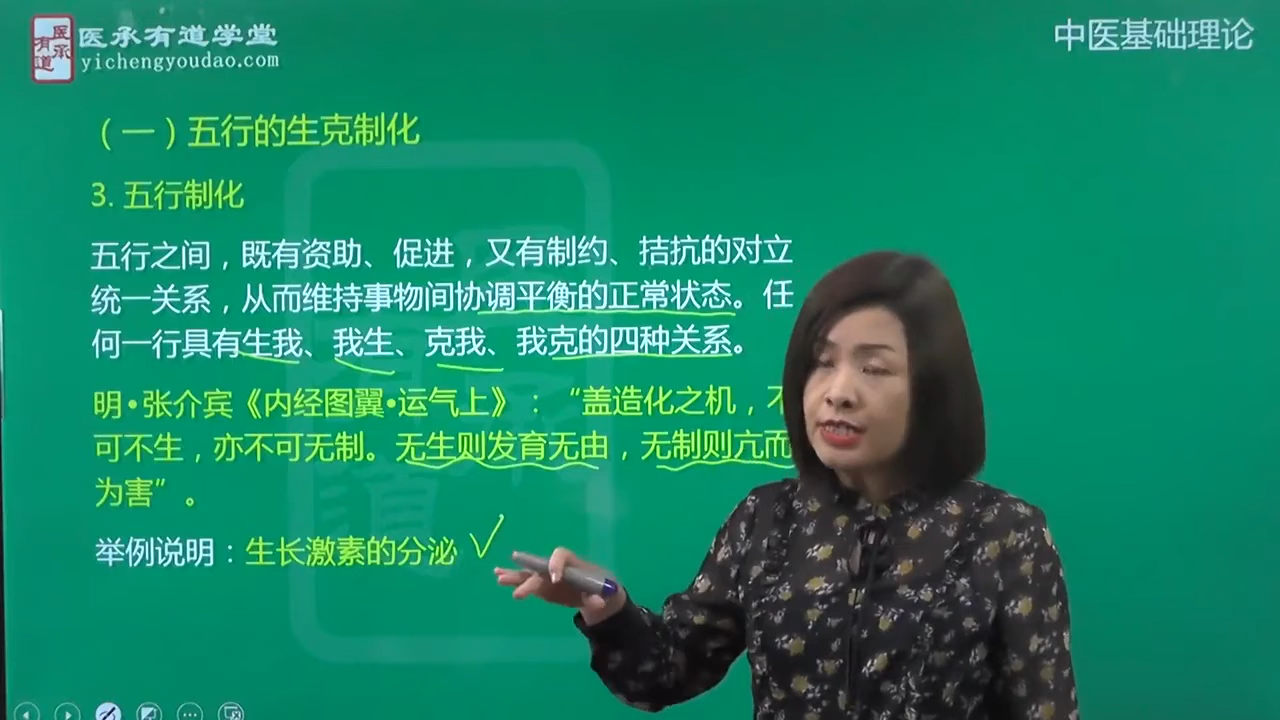 医承有道
医承有道学堂
yichengyoudao.com
中医基础理论
（一）五行的生克制化
3. 五行制化
五行之间，既有资助、促进，又有制约、拮抗的对立
统一关系，从而维持事物间协调平衡的正常状态。任
何一行具有生我、我生、克我、我克的四种关系。
明•张介宾《内经图翼•运气上》：“盖造化之机，不
可不生，亦不可无制。无生则发育无由，无制则亢而
为害”。
举例说明：生长激素的分泌